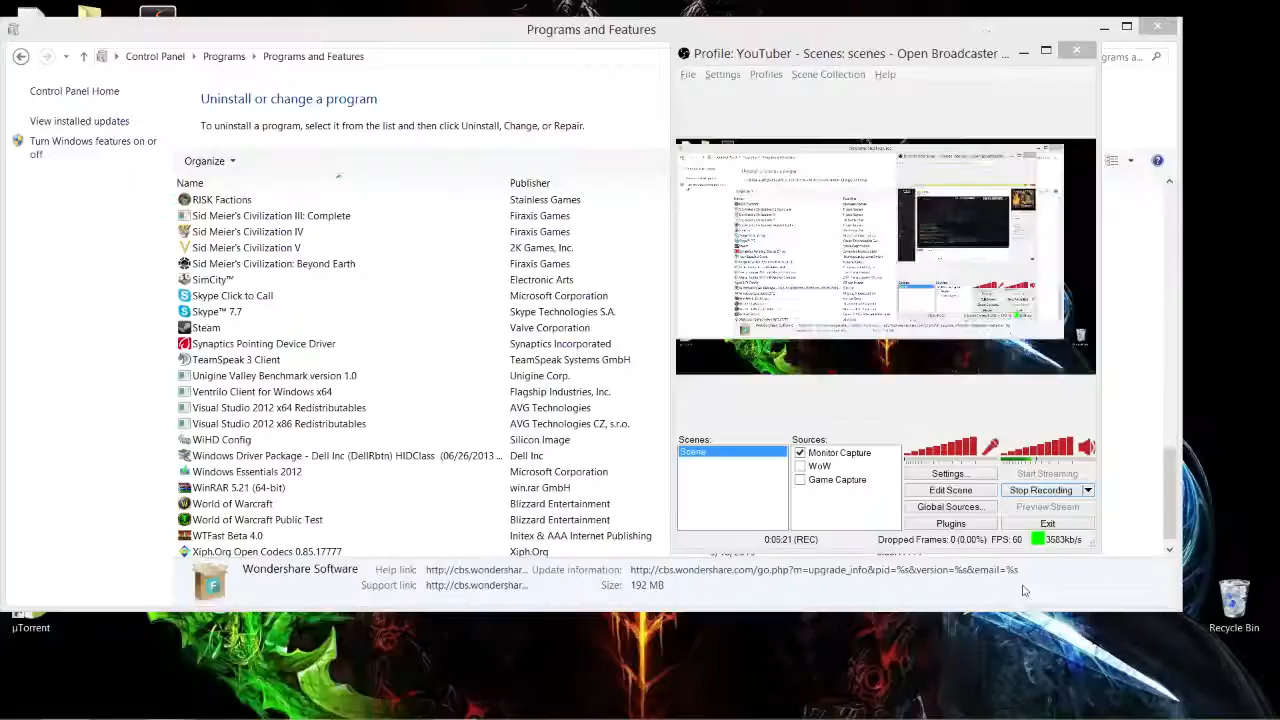 Programs and Features
Control Panel
Programs
Programs and Features
grams a...
Control Panel Home
View installed updates
Turn Windows features on or
off
Uninstall or change a program
To uninstall a program, select it from the list and then click Uninstall, Change, or Repair.
Organize
Name Publisher
RISK Factions Stainless Games
Sid Meier's Civilization III: Complete Firaxis Games
Sid Meier's Civilization IV Firaxis Games
Sid Meier's Civilization V 2K Games, Inc.
Sid Meier's Civilization: Beyond Earth Firaxis Games
SimCity™ Electronic Arts
Skype Click to Call Microsoft Corporation
Skype™ 7.7 Skype Technologies S.A.
Steam Valve Corporation
Synaptics Pointing Device Driver Synaptics Incorporated
TeamSpeak 3 Client TeamSpeak Systems GmbH
Unigine Valley Benchmark version 1.0 Unigine Corp.
Ventrilo Client for Windows x64 Flagship Industries, Inc.
Visual Studio 2012 x64 Redistributables AVG Technologies
Visual Studio 2012 x86 Redistributables AVG Technologies CZ, s.r.o.
WiHD Config Silicon Image
Windows Driver Package - Dell Inc (DellRbtn) HIDClass (06/26/2013 ... Dell Inc
Windows Essentials 2012 Microsoft Corporation
WinRAR 5.21 (64-bit) win.rar GmbH
World of Warcraft Blizzard Entertainment
World of Warcraft Public Test Blizzard Entertainment
WTFast Beta 4.0 Initex & AAA Internet Publishing
Xiph.Org Open Codecs 0.85.17777 Xiph.Org
Wondershare Software
Help link: http://cbs.wondershar... Update information: http://cbs.wondershare.com/go.php?m=upgrade_info&pid=%s&version=%s&email=%s
Support link: http://cbs.wondershar... Size: 192 MB
Profile: YouTuber - Scenes: scenes - Open Broadcaster ...
File Settings Profiles Scene Collection Help
Scenes:
Scene
Sources:
Monitor Capture
WoW
Game Capture
Settings... Start Streaming
Edit Scene Stop Recording
Global Sources... Preview Stream
Plugins Exit
0:05:21 (REC) Dropped Frames: 0 (0.00%) FPS: 60 3583kb/s
µTorrent
Recycle Bin